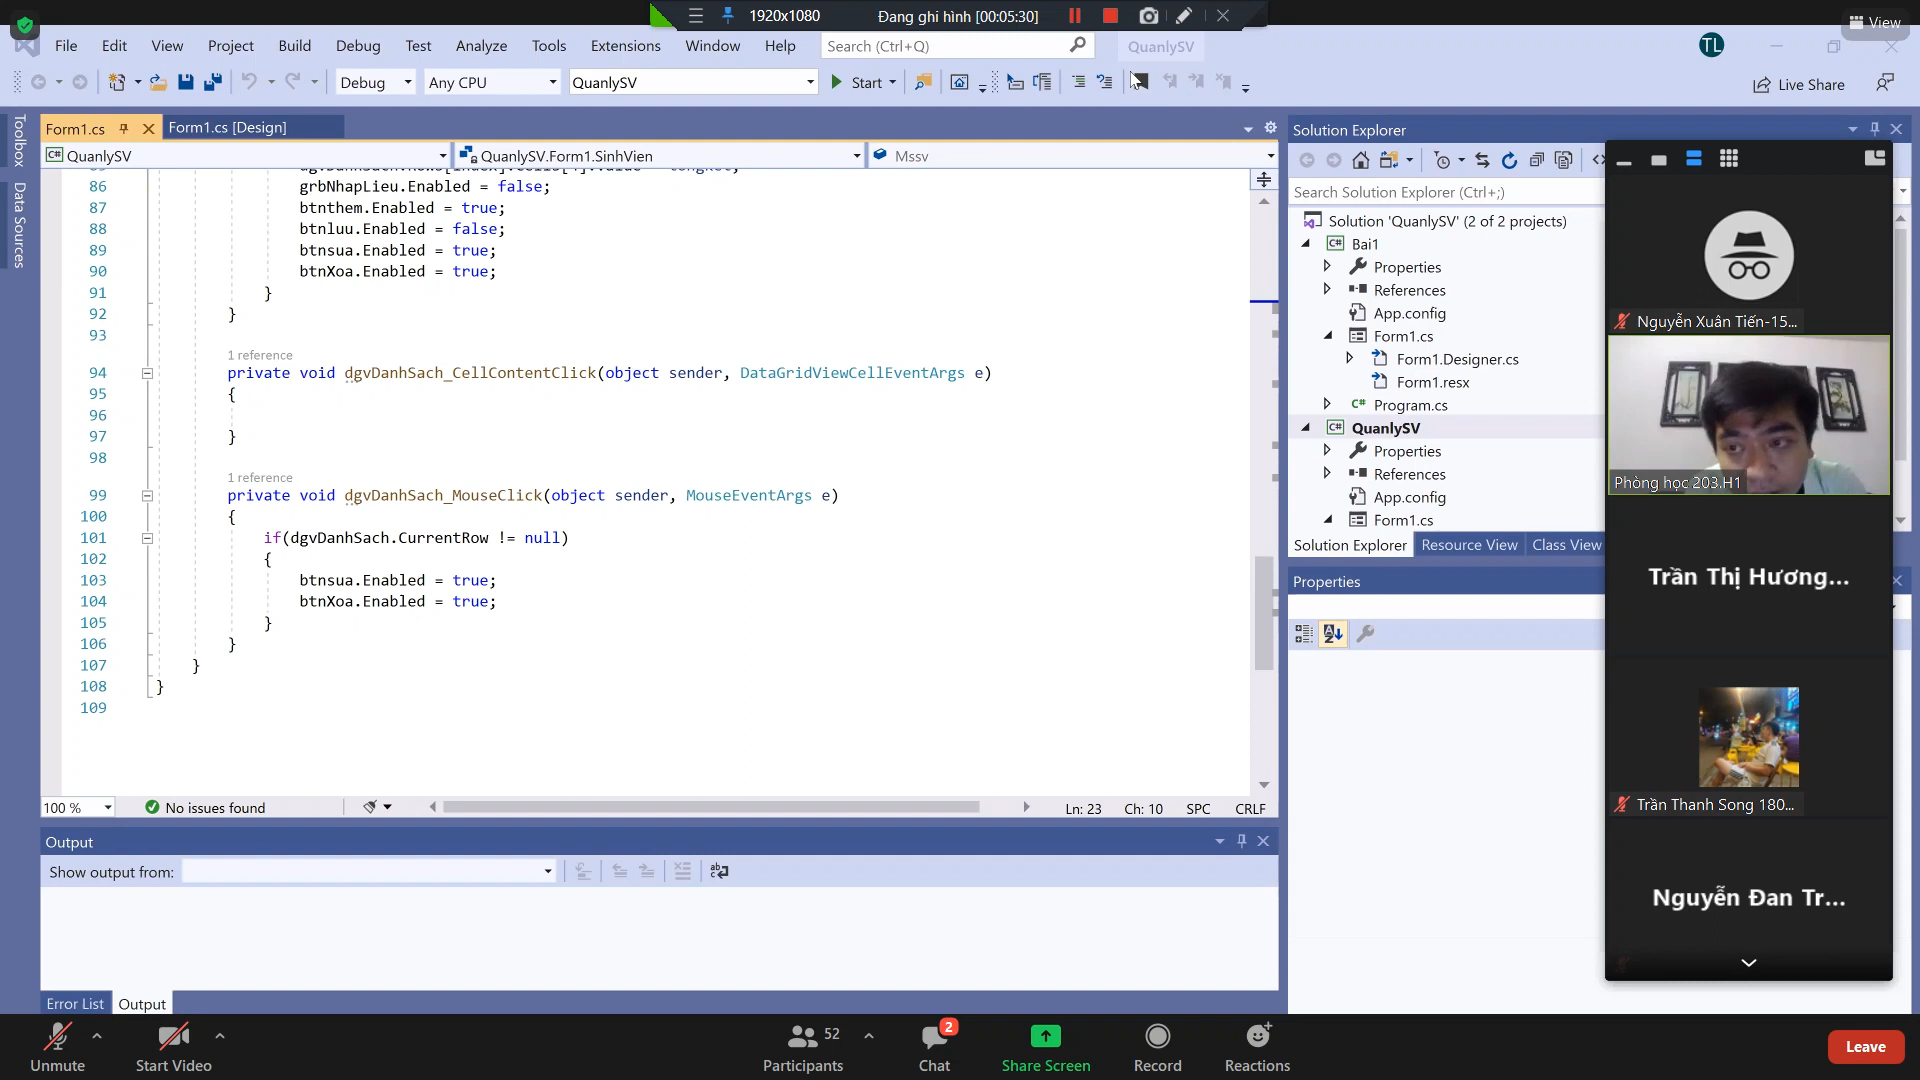 1920x1080
Đang ghi hình [00:05:30]
View
File Edit View Project Build Debug Test Analyze Tools Extensions Window Help Search (Ctrl+Q) QuanlySV TL
Debug Any CPU QuanlySV Start Live Share
Toolbox
Data Sources
Form1.cs Form1.cs [Design]
C# QuanlySV QuanlySV.Form1.SinhVien Mssv
86 grbNhapLieu.Enabled = false;
87 btnthem.Enabled = true;
88 btnluu.Enabled = false;
89 btnsua.Enabled = true;
90 btnXoa.Enabled = true;
91 }
92 }
93
1 reference
94 private void dgvDanhSach_CellContentClick(object sender, DataGridViewCellEventArgs e)
95 {
96
97 }
98
1 reference
99 private void dgvDanhSach_MouseClick(object sender, MouseEventArgs e)
100 {
101 if(dgvDanhSach.CurrentRow != null)
102 {
103 btnsua.Enabled = true;
104 btnXoa.Enabled = true;
105 }
106 }
107 }
108 }
109
100 % No issues found Ln: 23 Ch: 10 SPC CRLF
Output
Show output from:
Error List Output
Solution Explorer
Search Solution Explorer (Ctrl+;)
Solution 'QuanlySV' (2 of 2 projects)
C# Bai1
Properties
References
App.config
Form1.cs
Form1.Designer.cs
Form1.resx
C# Program.cs
C# QuanlySV
Properties
References
App.config
Form1.cs
Solution Explorer Resource View Class View
Properties
Nguyễn Xuân Tiến-15...
Phòng học 203.H1
Trần Thị Hương...
Trần Thanh Song 180...
Nguyễn Đan Tr...
Unmute
Start Video
52
Participants
2
Chat
Share Screen
Record
Reactions
Leave